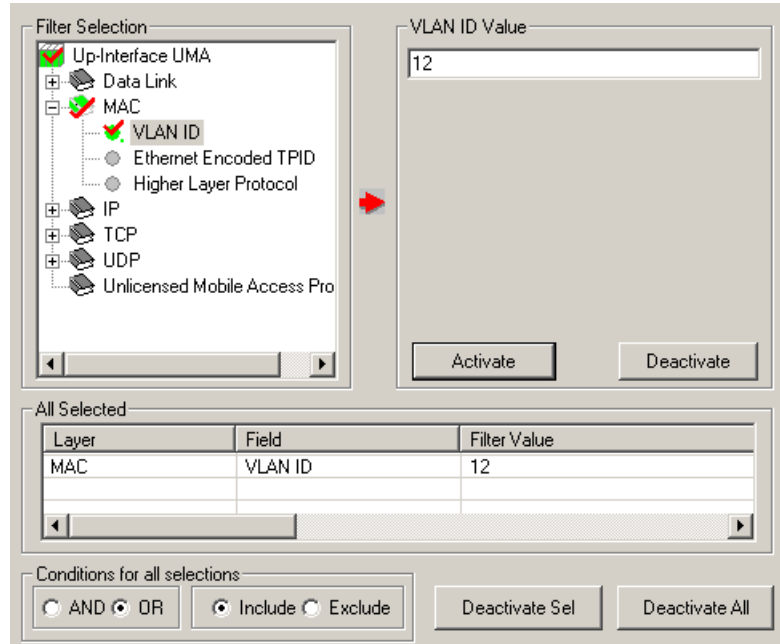 Filter Selection
Up-Interface UMA
Data Link
MAC
VLAN ID
Ethernet Encoded TPID
Higher Layer Protocol
IP
TCP
UDP
Unlicensed Mobile Access Pro
VLAN ID Value
12
Activate Deactivate
All Selected
Layer Field Filter Value
MAC VLAN ID 12
Conditions for all selections
AND OR Include Exclude Deactivate Sel Deactivate All